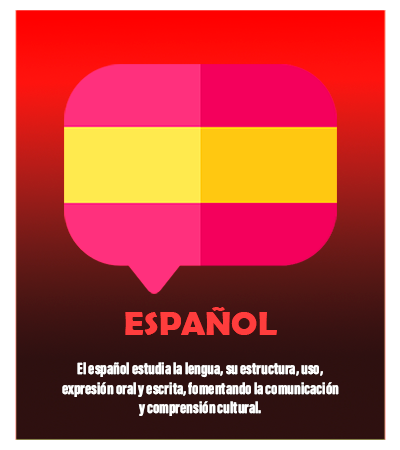 ESPAÑOL
El español estudia la lengua, su estructura, uso,
expresión oral y escrita, fomentando la comunicación
y comprensión cultural.